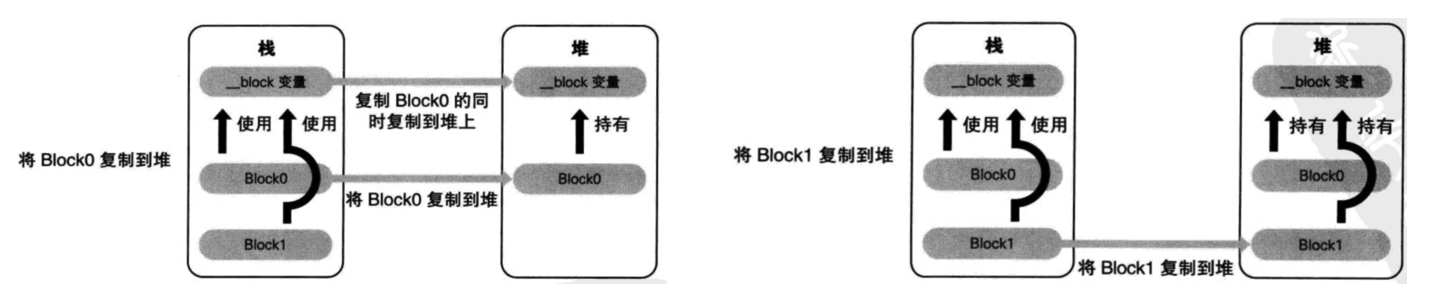 将 Block0 复制到堆
栈
__block 变量
使用
使用
Block0
Block1
复制 Block0 的同
时复制到堆上
将 Block0 复制到堆
堆
__block 变量
持有
Block0
将 Block1 复制到堆
栈
__block 变量
使用
使用
Block0
Block1
将 Block1 复制到堆
堆
__block 变量
持有
持有
Block0
Block1